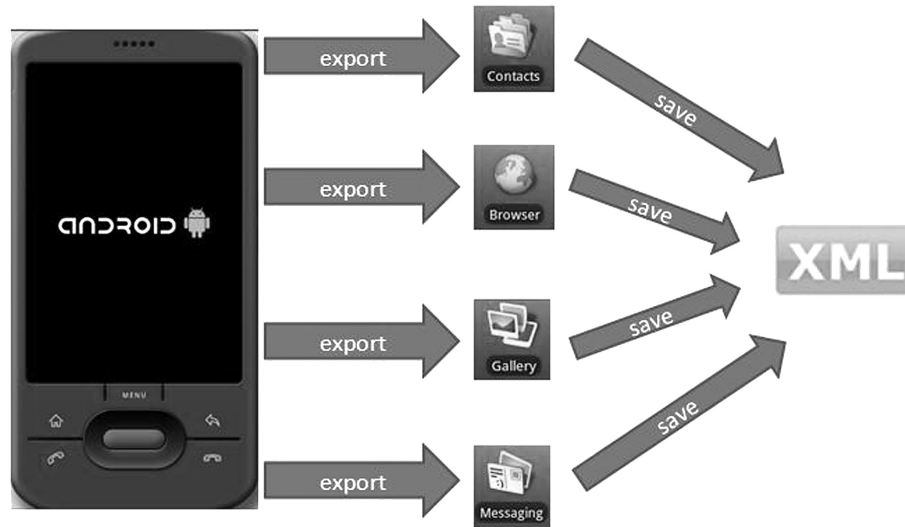 export
Contacts
save
export
Browser
save
ANDROID
XML
export
Gallery
save
MENU
export
Messaging
save